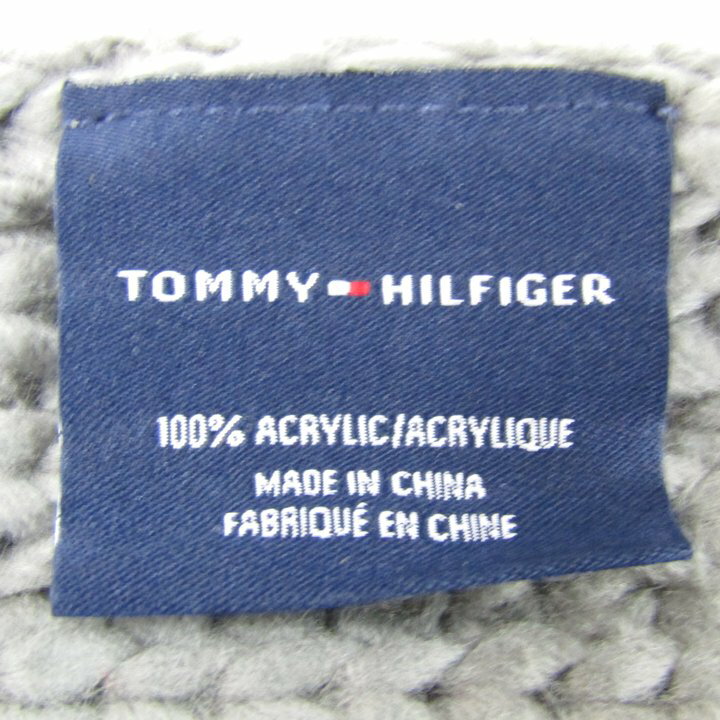 TOMMY HILFIGER
100% ACRYLIC/ACRYLIQUE
MADE IN CHINA
FABRIQUÉ EN CHINE